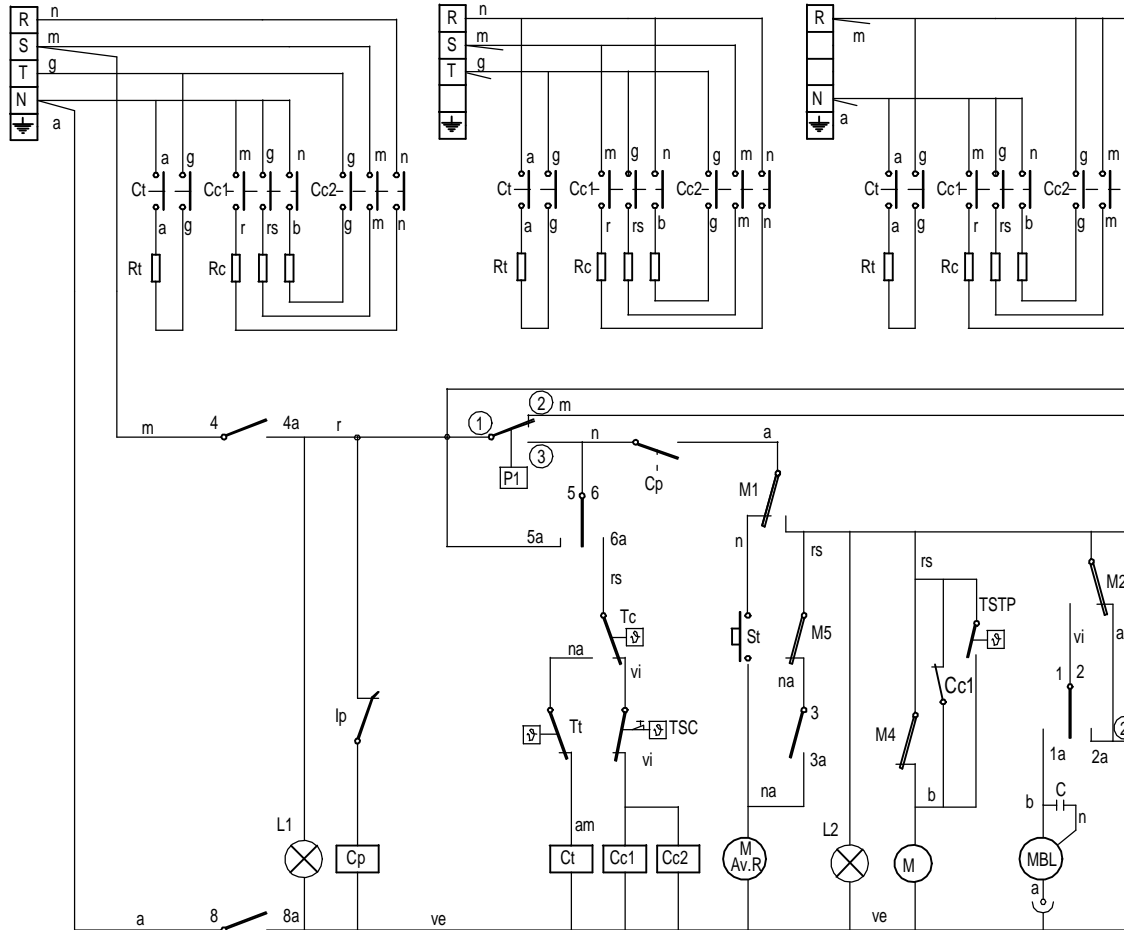 R n
S m
T g
N
a
a g m g n g m n
Ct Cc1 Cc2
a g r rs b g m n
Rt Rc
R n
S m
T g
a g m g n g m n
Ct Cc1 Cc2
a g r rs b g m n
Rt Rc
R
m
N
a
a g m g n g m
Ct Cc1 Cc2
a g r rs b g m
Rt Rc
m 4 4a r 1 2 m
3 n a
P1 Cp
5 6 M1
5a 6a n rs rs
rs TSTP M2
Tc ϑ St M5 ϑ vi a
na vi na Cc1 1 2
Ip ϑ Tt ϑ TSC 3 M4 2
vi 3a 1a 2a
na b b C n
L1 am L2
Cp Ct Cc1 Cc2 M Av.R M MBL
a
a 8 8a ve ve